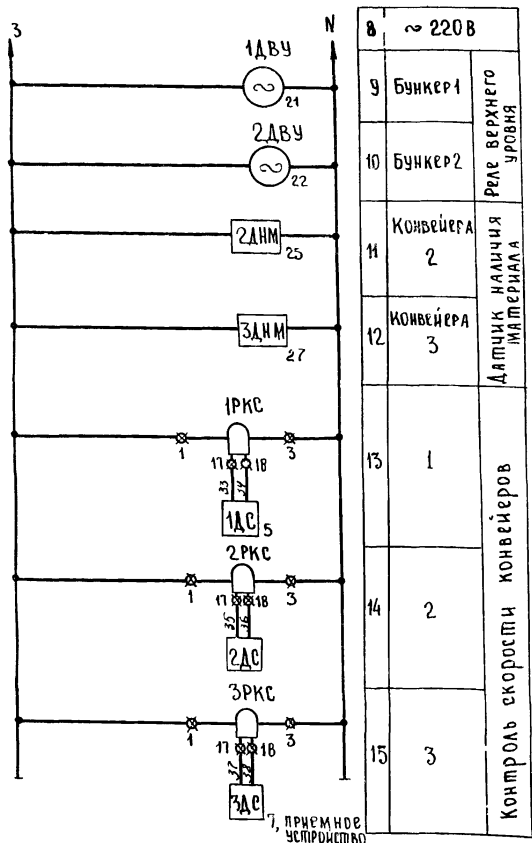 3 N
8 ~ 220В
1ДВУ
21
9 Бункер1
2ДВУ
22
10 Бункер2
Реле верхнего
уровня
2ДНМ
25
11 Конвейера
2
3ДНМ
27
12 Конвейера
3
Датчик наличия
материала
1РКС
1 3
17 18
33 34
1ДС 5
13 1
2РКС
1 3
17 18
35 36
2ДС
14 2
3РКС
1 3
17 18
37 38
3ДС
7, приемное
устройство
15 3
Контроль скорости конвейеров